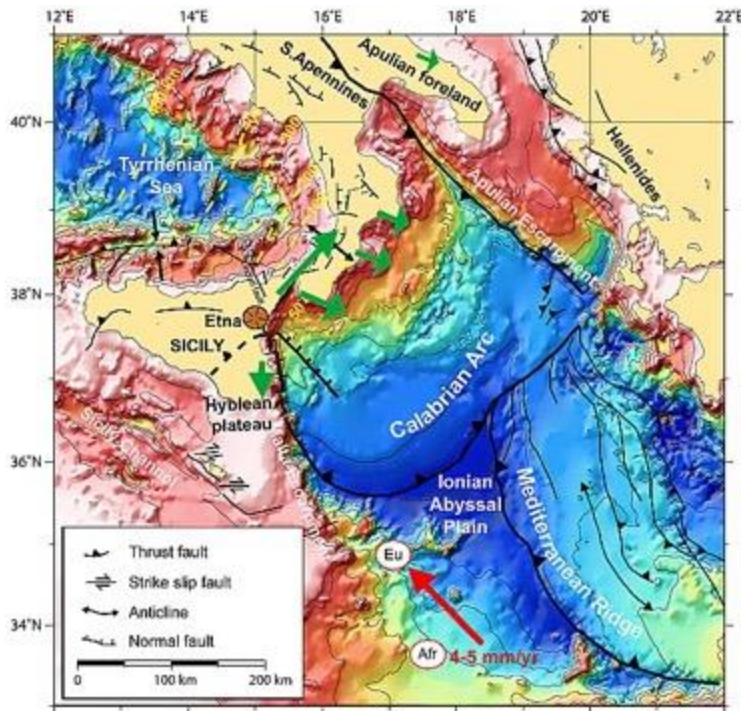 12°E
14°E
16°E
18°E
20°E
22°E
40°N
38°N
36°N
34°N
S.Apennines
Apulian foreland
Hellenides
Tyrrhenian
Sea
Apulian Escarpment
Etna
SICILY
Hyblean
plateau
Calabrian Arc
Sicily Channel
Ionian
Abyssal
Plain
Mediterranean Ridge
Eu
Afr
4-5 mm/yr
Thrust fault
Strike slip fault
Anticline
Normal fault
0
100 km
200 km